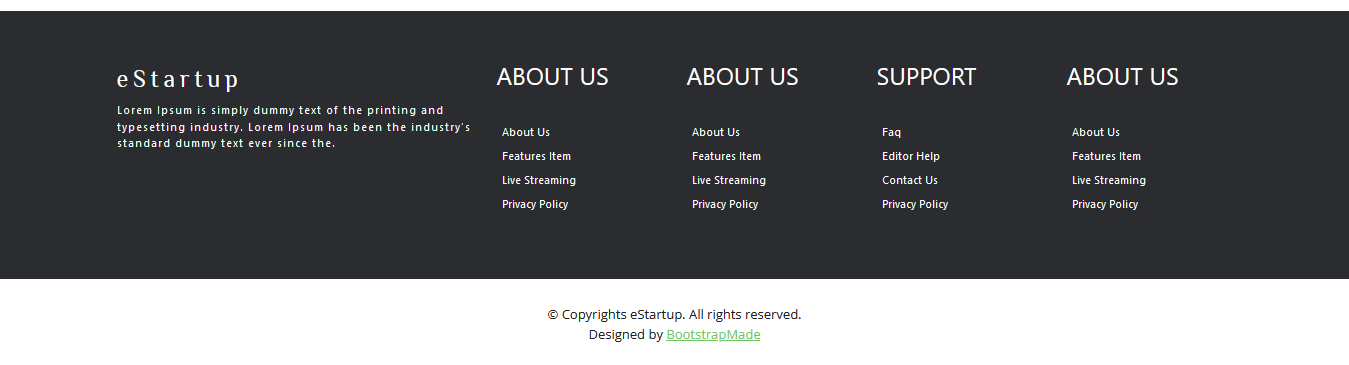 eStartup
Lorem Ipsum is simply dummy text of the printing and
typesetting industry. Lorem Ipsum has been the industry's
standard dummy text ever since the.
ABOUT US
About Us
Features Item
Live Streaming
Privacy Policy
ABOUT US
About Us
Features Item
Live Streaming
Privacy Policy
SUPPORT
Faq
Editor Help
Contact Us
Privacy Policy
ABOUT US
About Us
Features Item
Live Streaming
Privacy Policy
© Copyrights eStartup. All rights reserved.
Designed by BootstrapMade